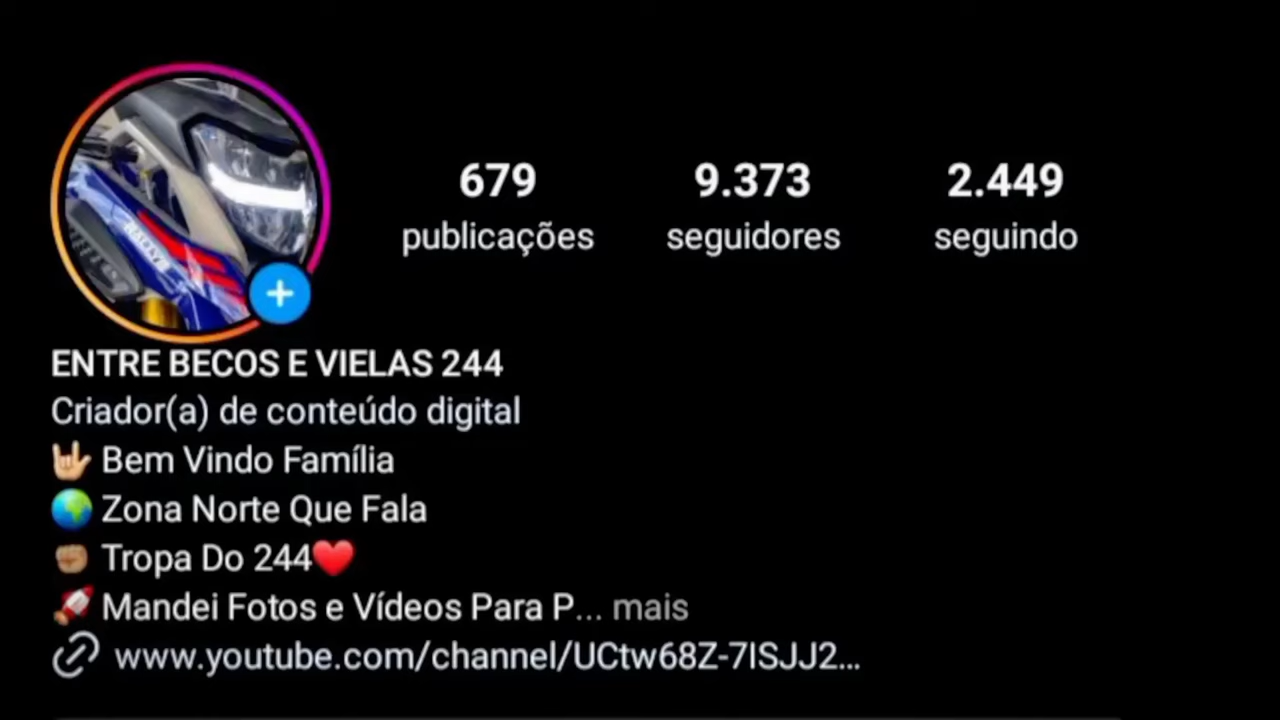 RALLYE
679
9.373
2.449
publicações
seguidores
seguindo
ENTRE BECOS E VIELAS 244
Criador(a) de conteúdo digital
🤟🏼 Bem Vindo Família
🌍 Zona Norte Que Fala
✊🏽 Tropa Do 244❤️
🚀 Mandei Fotos e Vídeos Para P... mais
www.youtube.com/channel/UCtw68Z-7ISJJ2...